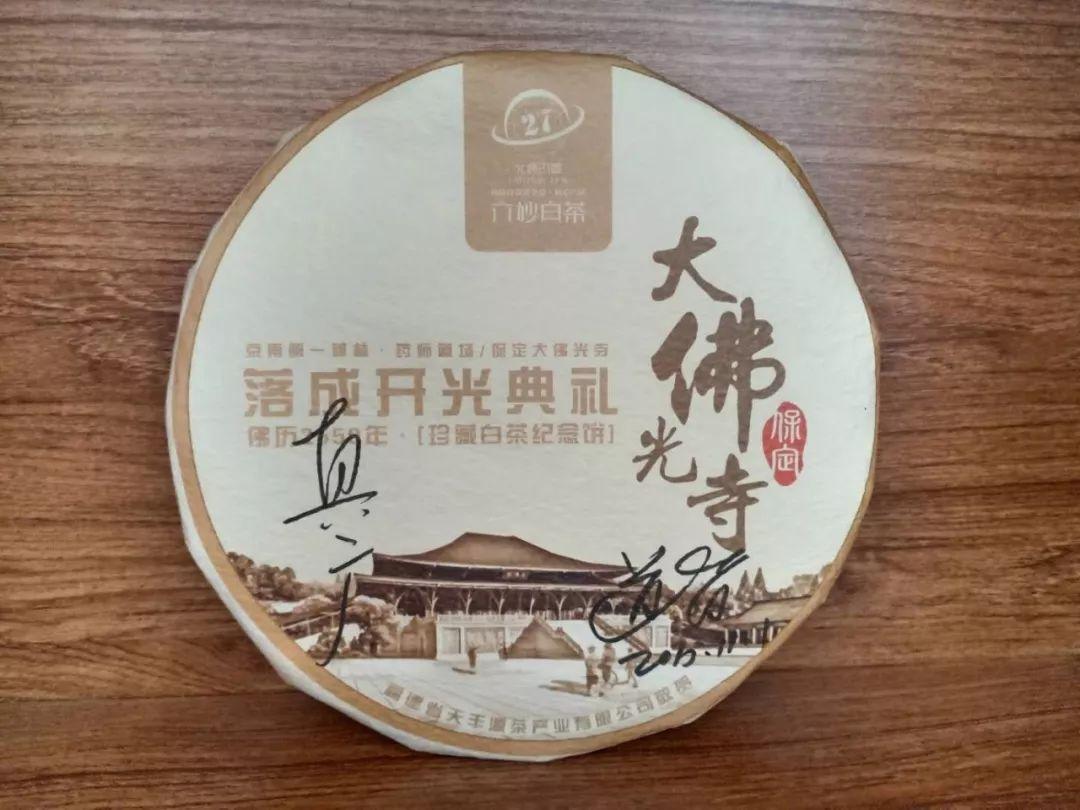 27
六妙白茶
大佛光寺
保定
京南第一禅林·药师道场/保定大佛光寺
落成开光典礼
佛历2559年·[珍藏白茶纪念饼]
真广
福建省天丰源茶产业有限公司敬贺